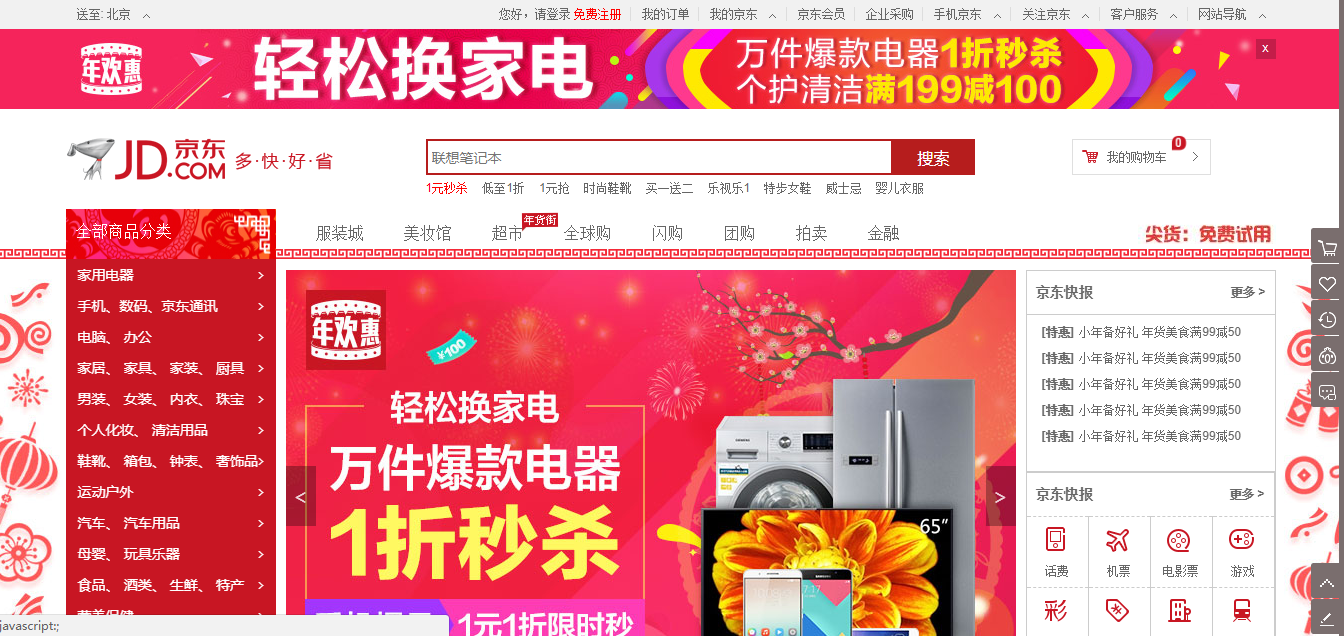 送至: 北京
您好，请登录 免费注册 我的订单 我的京东 京东会员 企业采购 手机京东 关注京东 客户服务 网站导航
年欢惠
轻松换家电
万件爆款电器1折秒杀
个护清洁满199减100
x
JD.COM 京东
多·快·好·省
联想笔记本 搜索
我的购物车 0
1元秒杀 低至1折 1元抢 时尚鞋靴 买一送二 乐视乐1 特步女鞋 威士忌 婴儿衣服
全部商品分类
服装城 美妆馆 超市 年货街 全球购 闪购 团购 拍卖 金融
尖货：免费试用
家用电器 >
手机、数码、京东通讯 >
电脑、 办公 >
家居、 家具、 家装、 厨具 >
男装、 女装、 内衣、 珠宝 >
个人化妆、 清洁用品 >
鞋靴、 箱包、 钟表、 奢饰品>
运动户外 >
汽车、 汽车用品 >
母婴、 玩具乐器 >
食品、 酒类、 生鲜、 特产 >
javascript:;
年欢惠
¥100
轻松换家电
万件爆款电器
1折秒杀
1元1折限时秒
<
>
SIEMENS
65”
SAMSUNG
京东快报 更多 >
[特惠] 小年备好礼 年货美食满99减50
[特惠] 小年备好礼 年货美食满99减50
[特惠] 小年备好礼 年货美食满99减50
[特惠] 小年备好礼 年货美食满99减50
[特惠] 小年备好礼 年货美食满99减50
京东快报 更多 >
话费 机票 电影票 游戏
彩